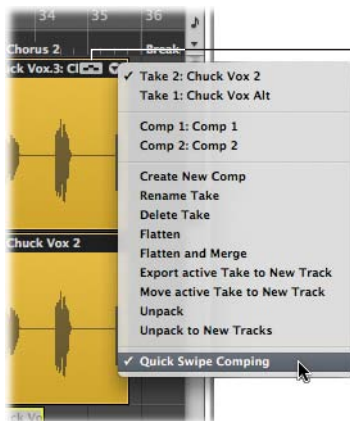 34 35 36
Chorus 2 Break
ck Vox.3: Cl
✓ Take 2: Chuck Vox 2
Take 1: Chuck Vox Alt
Comp 1: Comp 1
Comp 2: Comp 2
Create New Comp
Rename Take
Delete Take
Flatten
Flatten and Merge
Export active Take to New Track
Move active Take to New Track
Unpack
Unpack to New Tracks
✓ Quick Swipe Comping
Chuck Vox 2
ck Vo